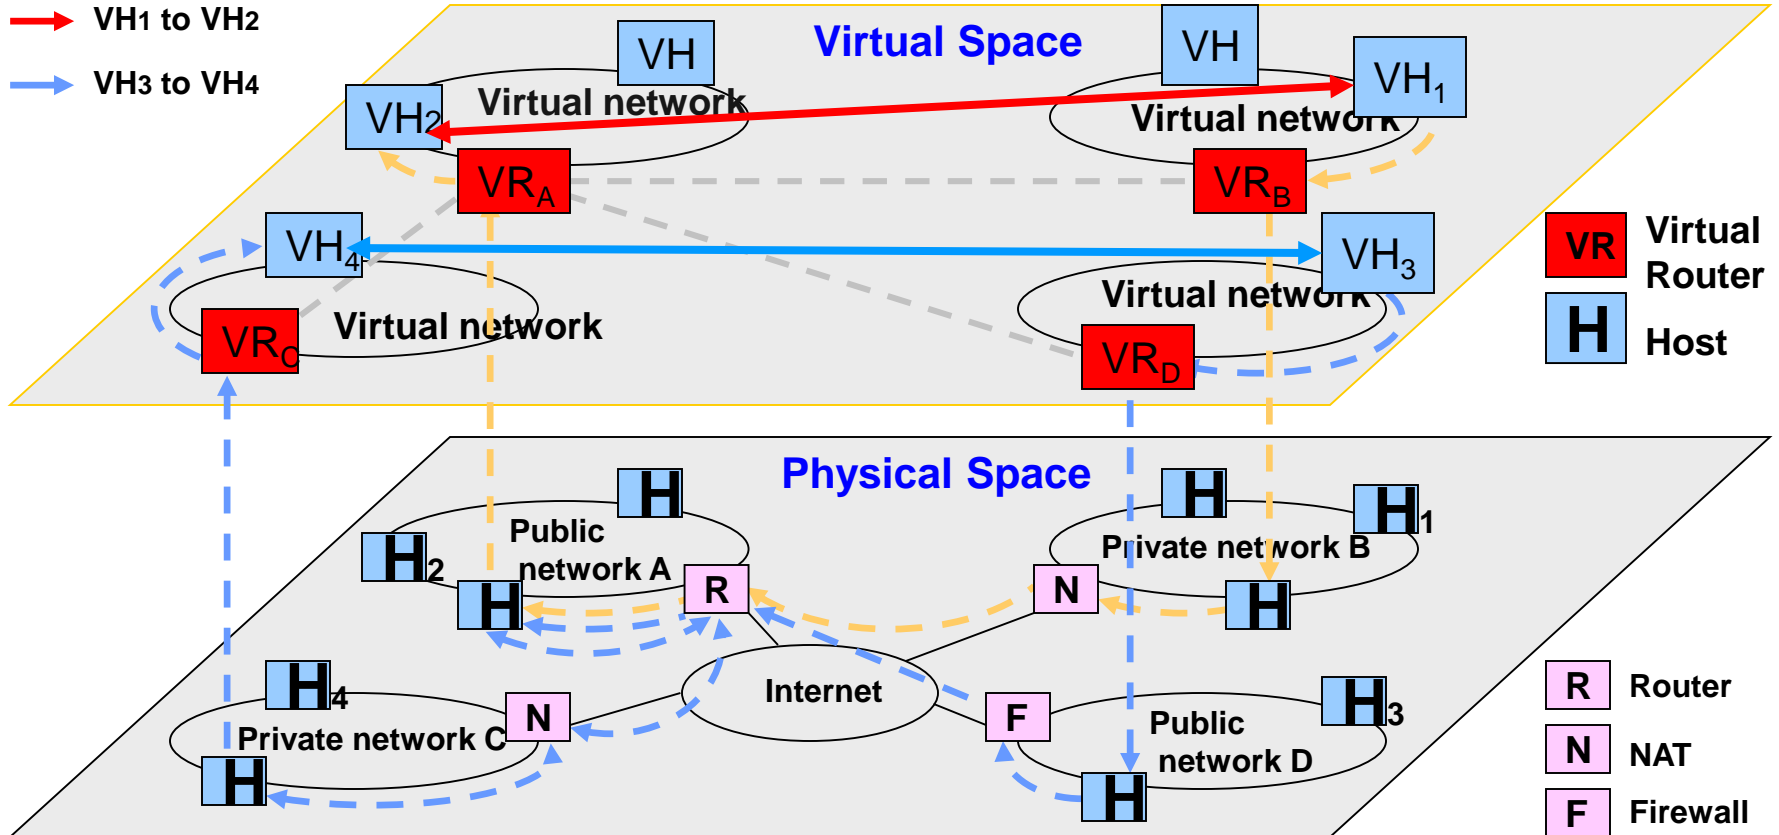 VH1 to VH2
VH3 to VH4
Virtual Space
VH
VH
VH1
VH2
Virtual network
Virtual network
VRA
VRB
VH4
VH3
Virtual network
Virtual network
VRC
VRD
VR
Virtual
Router
H
Host
Physical Space
H
H
H1
H2
Public
network A
Private network B
R
N
H
H
H4
Internet
H3
N
F
Private network C
Public
network D
H
H
R
Router
N
NAT
F
Firewall